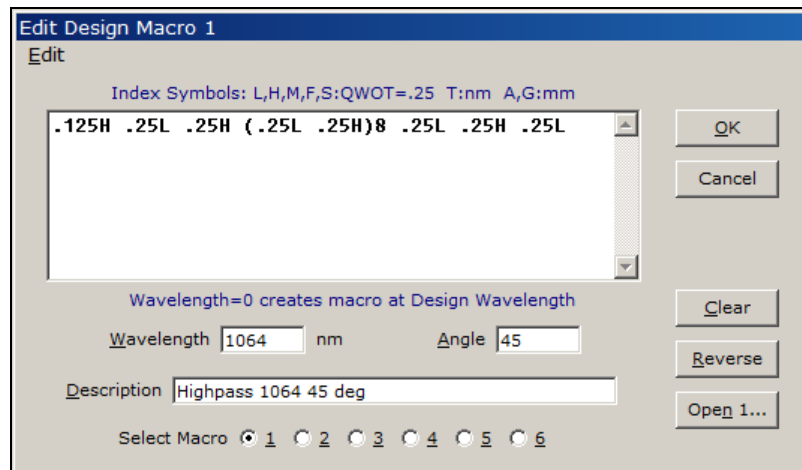 Edit Design Macro 1
Edit
Index Symbols: L,H,M,F,S:QWOT=.25 T:nm A,G:mm
.125H .25L .25H (.25L .25H)8 .25L .25H .25L
OK
Cancel
Wavelength=0 creates macro at Design Wavelength
Clear
Wavelength 1064 nm Angle 45
Reverse
Description Highpass 1064 45 deg
Open 1...
Select Macro 1 2 3 4 5 6